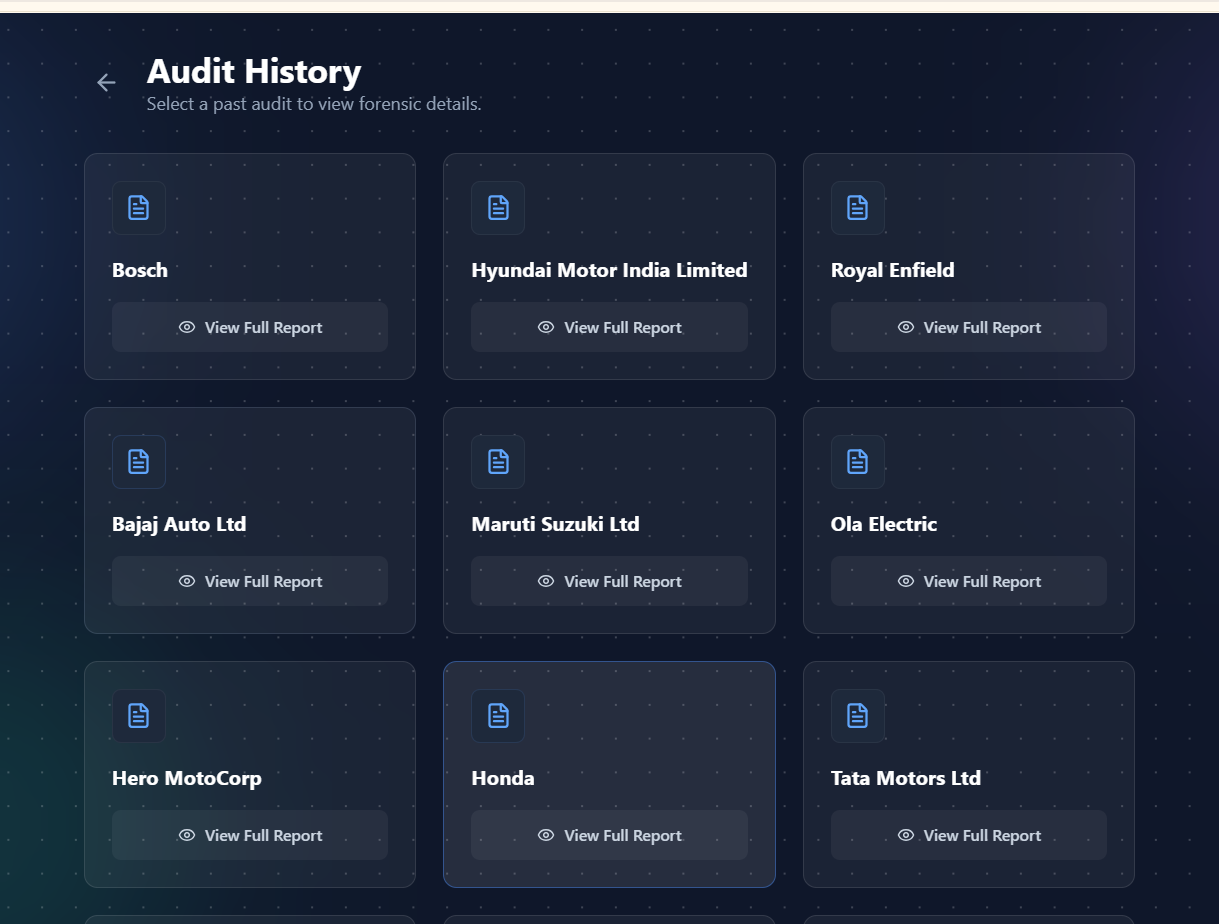 Audit History
Select a past audit to view forensic details.
Bosch
View Full Report
Hyundai Motor India Limited
View Full Report
Royal Enfield
View Full Report
Bajaj Auto Ltd
View Full Report
Maruti Suzuki Ltd
View Full Report
Ola Electric
View Full Report
Hero MotoCorp
View Full Report
Honda
View Full Report
Tata Motors Ltd
View Full Report